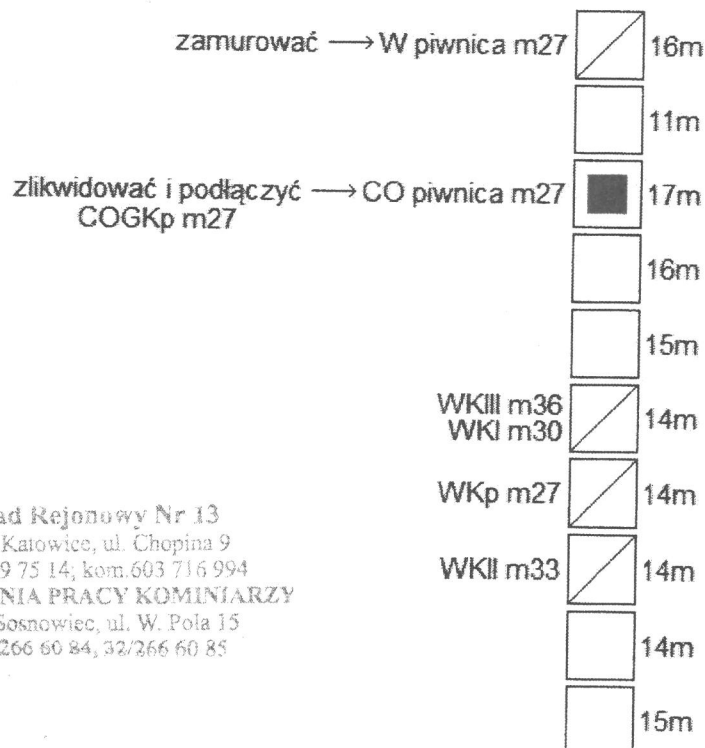 zamurować → W piwnica m27 16m
11m
zlikwidować i podłączyć → CO piwnica m27 17m
COGKp m27
16m
15m
WKIII m36
WKI m30 14m
WKp m27 14m
WKII m33 14m
14m
15m
ad Rejonowy Nr 13
Katowice, ul. Chopina 9
9 75 14; kom.603 716 994
NIA PRACY KOMINIARZY
Sosnowiec, ul. W. Pola 15
266 60 84, 32/266 60 85